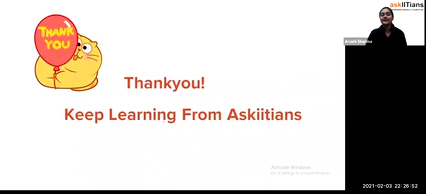 THANK
YOU
Thankyou!
Keep Learning From Askiitians
Activate Windows
askIITians
2021-02-03 22:26:52